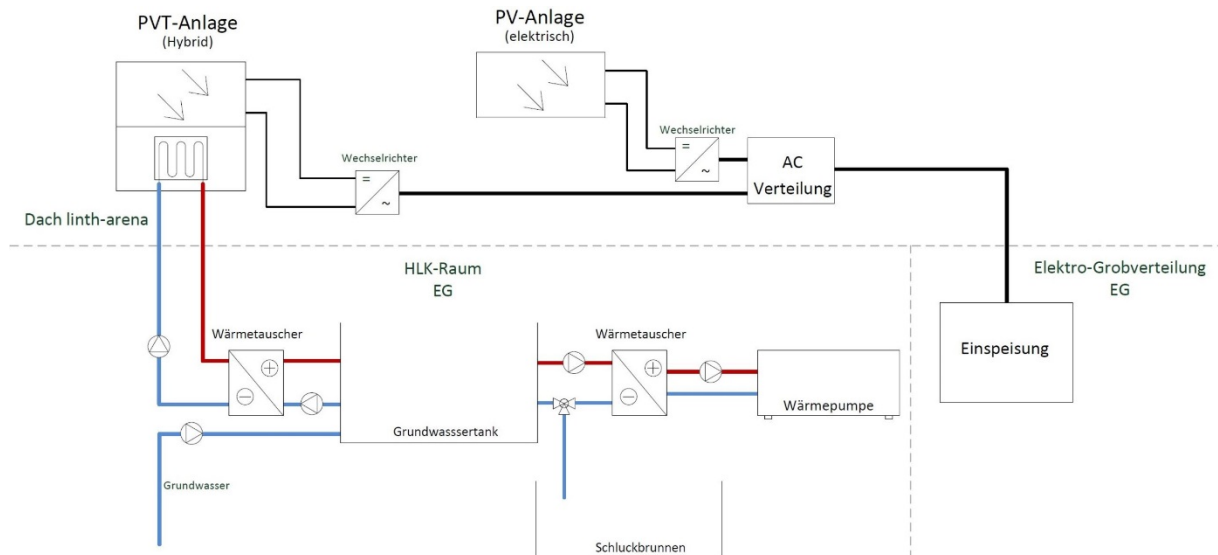 PVT-Anlage
(Hybrid)
PV-Anlage
(elektrisch)
Wechselrichter
=
~
Wechselrichter
=
~
AC
Verteilung
Dach linth-arena
HLK-Raum
EG
Elektro-Grobverteilung
EG
Wärmetauscher
+
−
Wärmetauscher
+
−
Einspeisung
Wärmepumpe
Grundwasssertank
Grundwasser
Schluckbrunnen